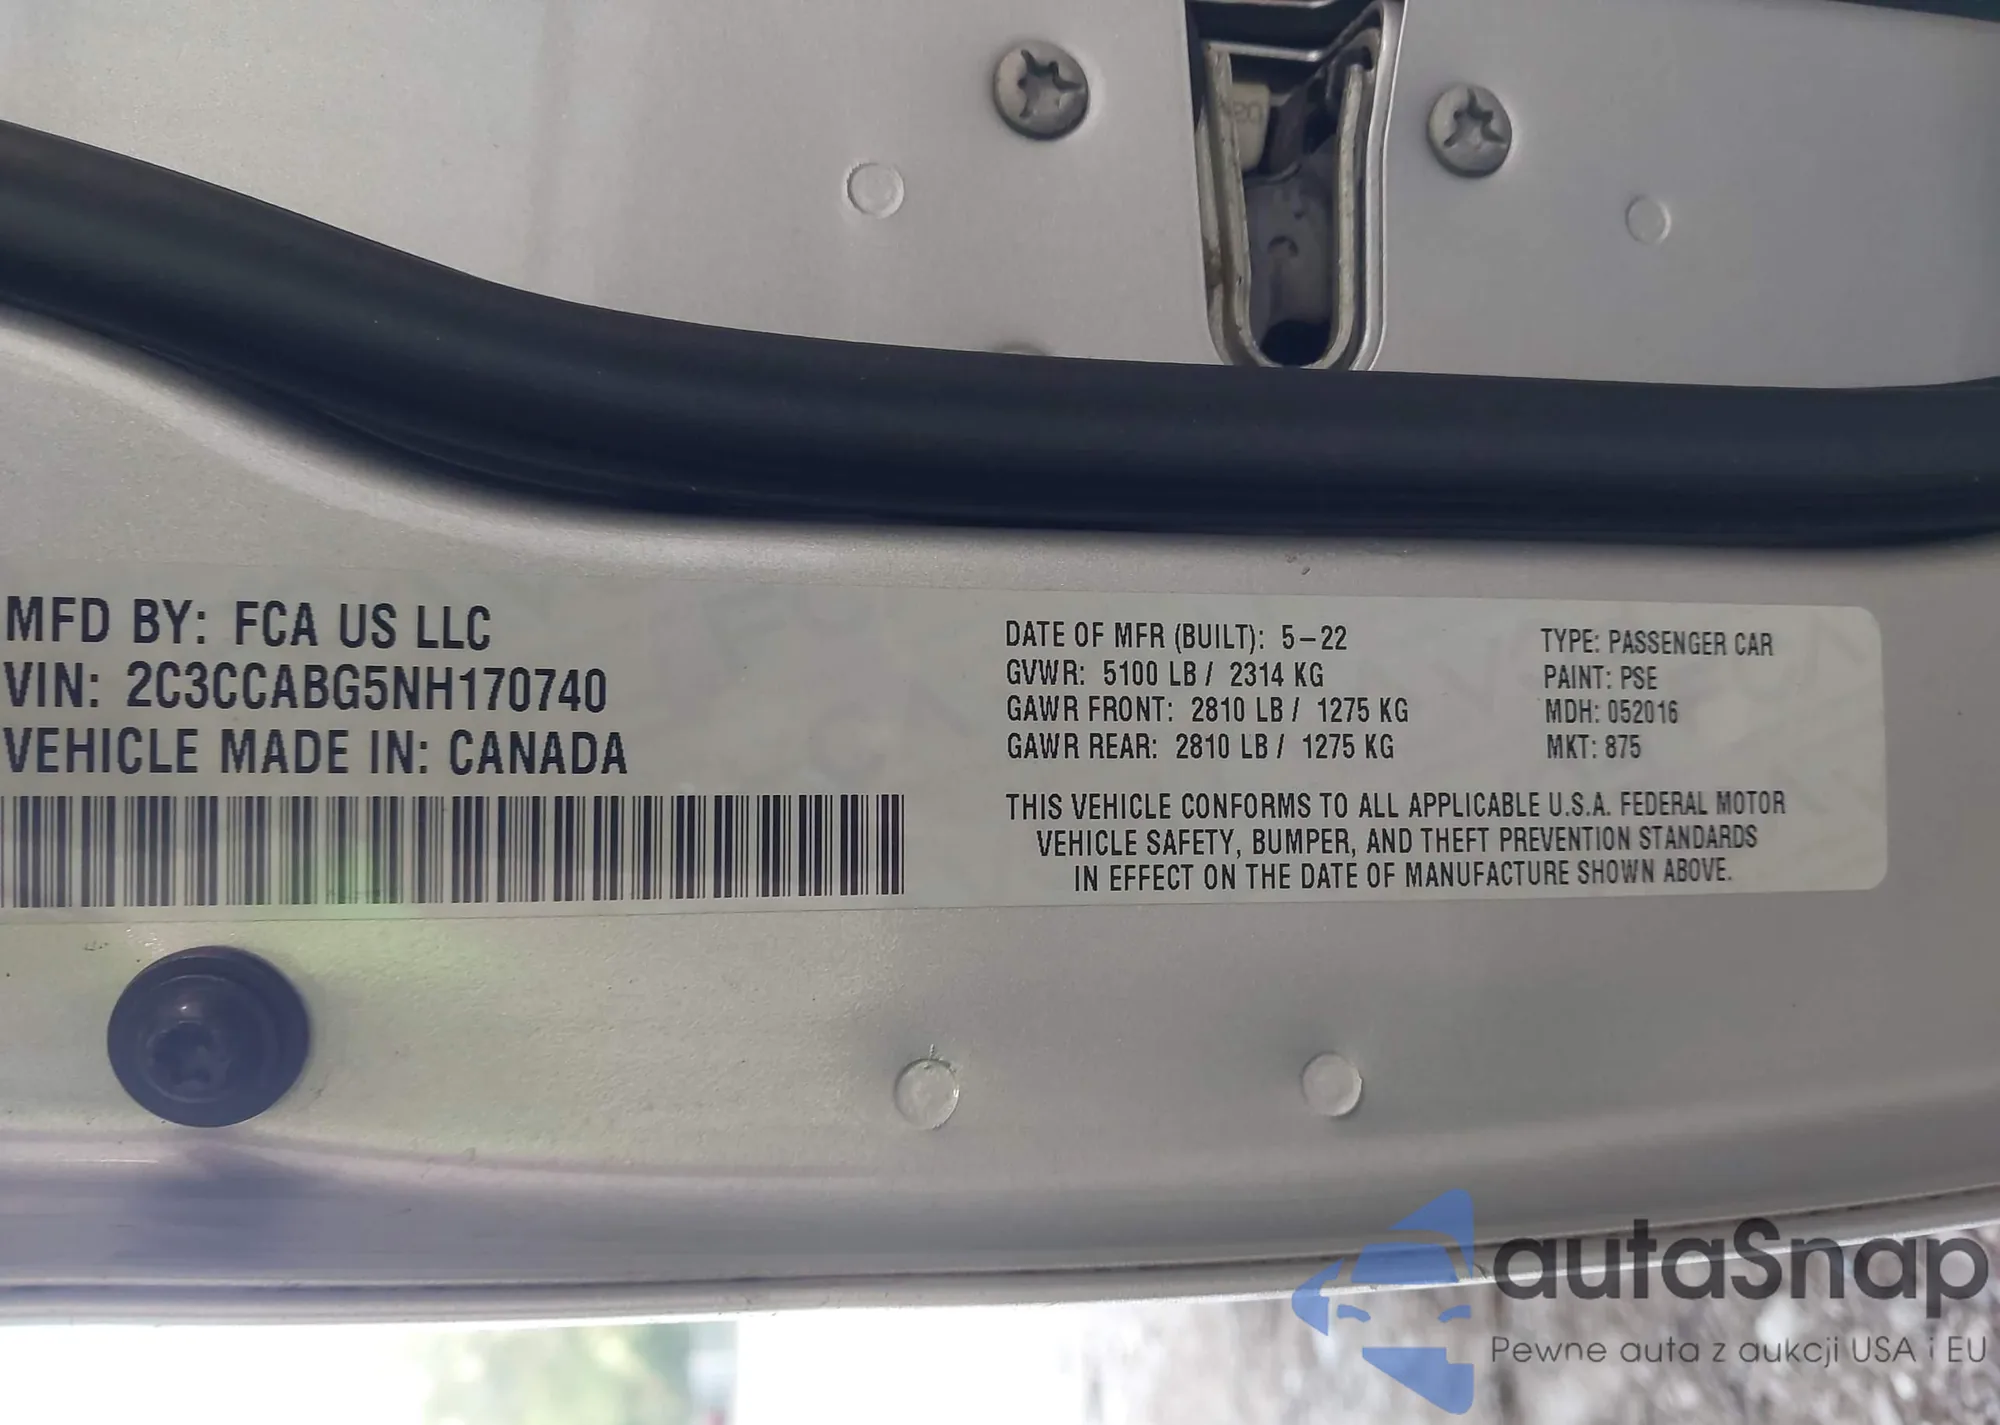 MFD BY: FCA US LLC
VIN: 2C3CCABG5NH170740
VEHICLE MADE IN: CANADA
DATE OF MFR (BUILT): 5-22
GVWR: 5100 LB / 2314 KG
GAWR FRONT: 2810 LB / 1275 KG
GAWR REAR: 2810 LB / 1275 KG
TYPE: PASSENGER CAR
PAINT: PSE
MDH: 052016
MKT: 875
THIS VEHICLE CONFORMS TO ALL APPLICABLE U.S.A. FEDERAL MOTOR
VEHICLE SAFETY, BUMPER, AND THEFT PREVENTION STANDARDS
IN EFFECT ON THE DATE OF MANUFACTURE SHOWN ABOVE.
autaSnap
Pewne auta z aukcji USA i EU